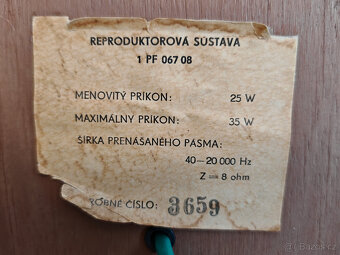 REPRODUKTOROVÁ SÚSTAVA
1 PF 067 08
MENOVITÝ PRÍKON: 25 W
MAXIMÁLNY PRÍKON: 35 W
ŠÍRKA PRENÁŠANÉHO PÁSMA:
40—20 000 Hz
8 ohm
ROBNÉ ČÍSLO: 3659